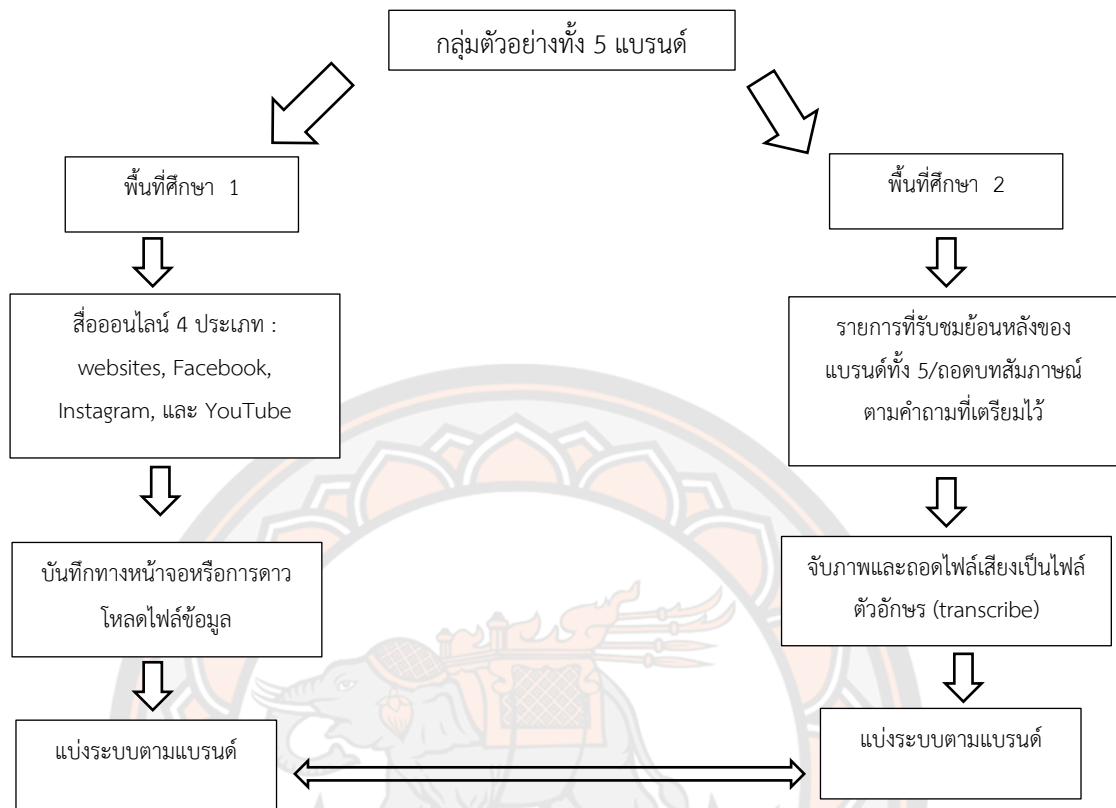 กลุ่มตัวอย่างทั้ง 5 แบรนด์
พื้นที่ศึกษา 1
พื้นที่ศึกษา 2
สื่อออนไลน์ 4 ประเภท :
websites, Facebook,
Instagram, และ YouTube
รายการที่รับชมย้อนหลังของ
แบรนด์ทั้ง 5/ถอดบทสัมภาษณ์
ตามคำถามที่เตรียมไว้
บันทึกทางหน้าจอหรือการดาว
โหลดไฟล์ข้อมูล
จับภาพและถอดไฟล์เสียงเป็นไฟล์
ตัวอักษร (transcribe)
แบ่งระบบตามแบรนด์
แบ่งระบบตามแบรนด์